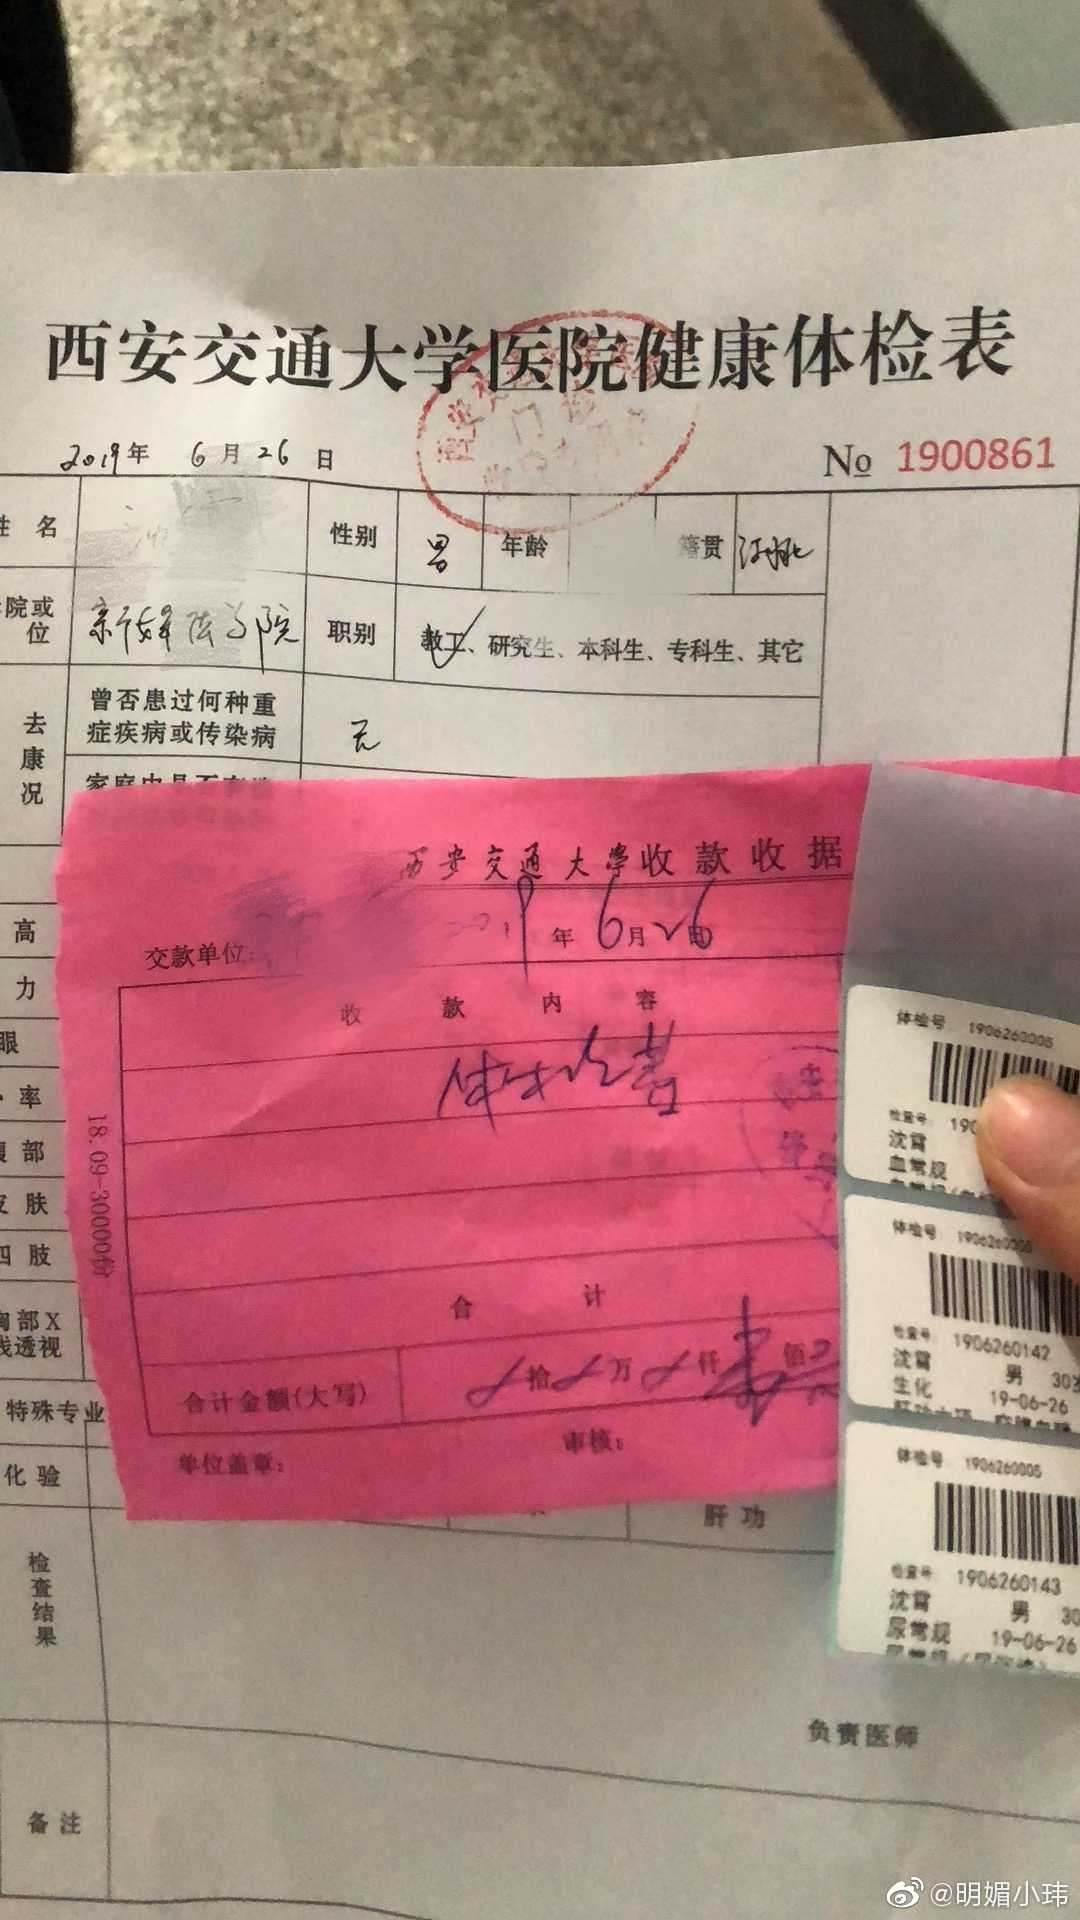 西安交通大学医院健康体检表
2019年 6月26日
No 1900861
姓 名 性别 男 年龄 籍贯
院或 位 法学院 职别 教工、研究生、本科生、专科生、其它
去 康 况
曾否患过何种重
症疾病或传染病 无
西安交通大学收款收据
交款单位: 2019年6月26日
收 款 内 容
体检费
合 计
合计金额(大写) 拾 万 仟 佰
单位盖章: 审核:
18.09-30000份
高
力
眼
率
腹 部
皮 肤
四 肢
胸部X
线透视
特殊专业
化 验
肝 功
检查结果
负责医师
备 注
体检号 1906260005
检查号 190
沈霄
血常规
体检号 1906260005
检查号 1906260142
沈霄 男 30岁
生化 19-06-26
体检号 1906260005
检查号 1906260143
沈霄 男 30
尿常规 19-06-26
@明媚小玮